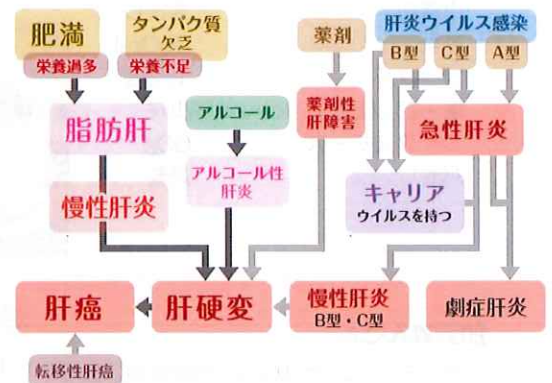 肥満
栄養過多
タンパク質
欠乏
栄養不足
薬剤
肝炎ウイルス感染
B型
C型
A型
脂肪肝
アルコール
薬剤性
肝障害
急性肝炎
慢性肝炎
アルコール性
肝炎
キャリア
ウイルスを持つ
肝癌
肝硬変
慢性肝炎
B型・C型
劇症肝炎
転移性肝癌